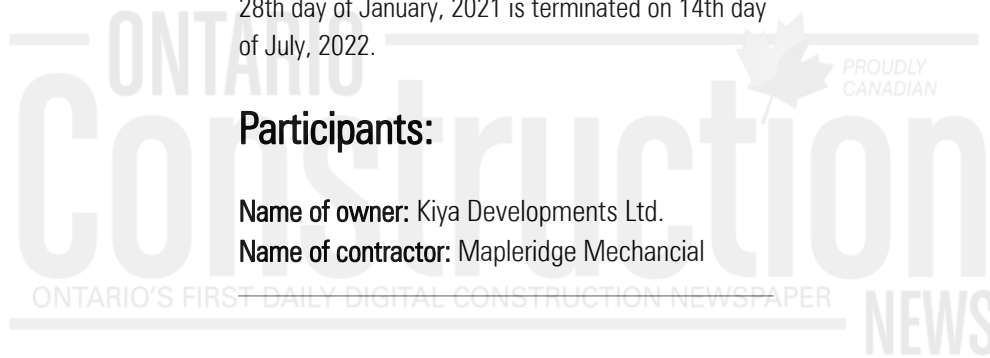 28th day of January, 2021 is terminated on 14th day
of July, 2022.
ONTARIO
PROUDLY
CANADIAN
Construction
Participants:
Name of owner: Kiya Developments Ltd.
Name of contractor: Mapleridge Mechancial
ONTARIO'S FIRST DAILY DIGITAL CONSTRUCTION NEWSPAPER
NEWS